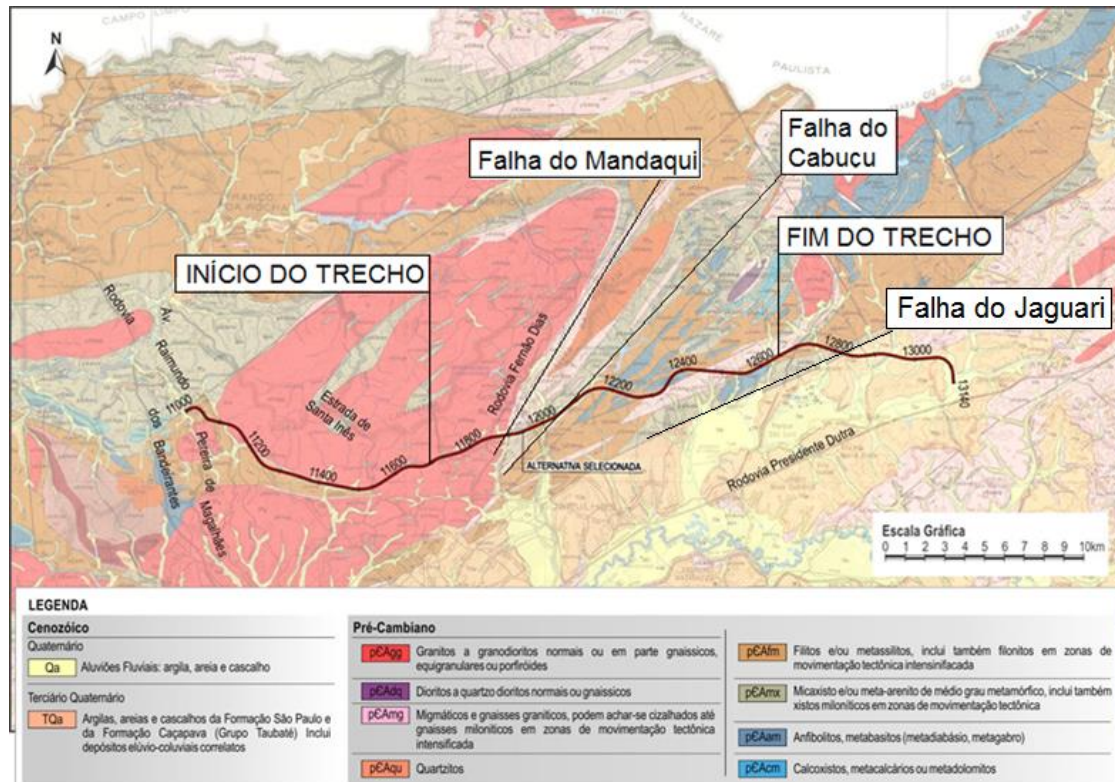 CAMPO LIMPO
NAZARÉ
PAULISTA
N
Falha do Mandaqui
Falha do
Cabuçu
INÍCIO DO TRECHO
FIM DO TRECHO
Falha do Jaguari
Rodovia
Av. Raimundo
Pereira de
Magalhães
dos Bandeirantes
Estrada de
Santa Inês
Rodovia Fernão Dias
Rodovia Presidente Dutra
11000
11200
11400
11600
11800
12000
12200
12400
12600
12800
13000
13140
ALTERNATIVA SELECIONADA
Escala Gráfica
0 1 2 3 4 5 6 7 8 9 10km
LEGENDA
Cenozóico
Quaternário
Qa Aluviões Fluviais: argila, areia e cascalho
Terciário Quaternário
TQa Argilas, areias e cascalhos da Formação São Paulo e
da Formação Caçapava (Grupo Taubaté) Inclui
depósitos elúvio-coluviais correlatos
Pré-Cambiano
pЄAgg Granitos a granodioritos normais ou em parte gnaissicos,
equigranulares ou porfiróides
pЄAdq Dioritos a quartzo dioritos normais ou gnaissicos
pЄAmg Migmáticos e gnaisses graníticos, podem achar-se cizalhados até
gnaisses miloníticos em zonas de movimentação tectônica
intensificada
pЄAqu Quartzitos
pЄAfm Filitos e/ou metassilitos, inclui também filonitos em zonas de
movimentação tectônica intensinifacada
pЄAmx Micaxisto e/ou meta-arenito de médio grau metamórfico, inclui também
xistos miloníticos em zonas de movimentação tectônica
pЄAam Anfibolitos, metabasitos (metadiabásio, metagabro)
pЄAcm Calcoxistos, metacalcários ou metadolomitos